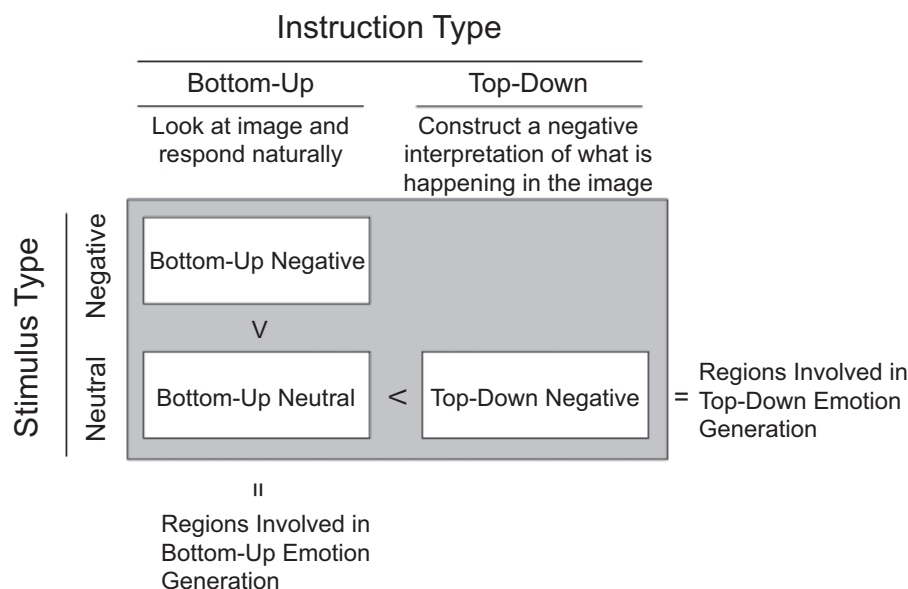 Instruction Type
Bottom-Up
Top-Down
Look at image and
respond naturally
Construct a negative
interpretation of what is
happening in the image
Stimulus Type
Negative
Neutral
Bottom-Up Negative
V
Bottom-Up Neutral
<
Top-Down Negative
=
Regions Involved in
Top-Down Emotion
Generation
=
Regions Involved in
Bottom-Up Emotion
Generation